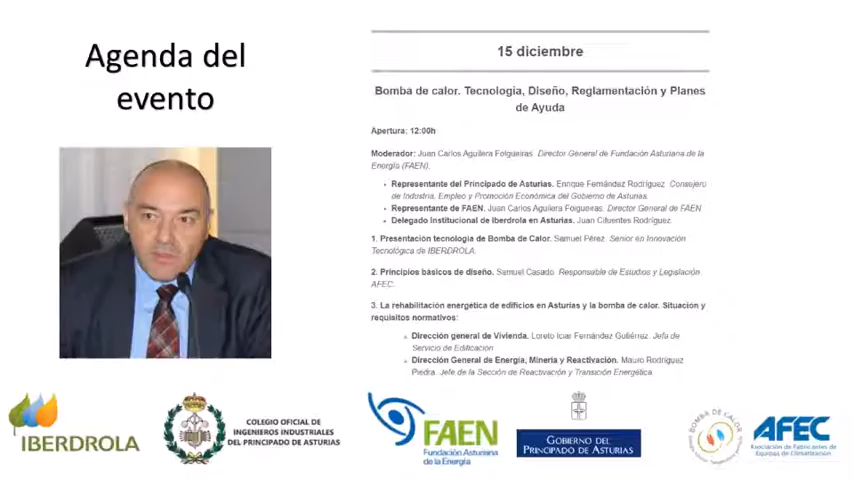 Agenda del
evento
15 diciembre
Bomba de calor. Tecnología, Diseño, Reglamentación y Planes
de Ayuda
Apertura: 12:00h
Moderador: Juan Carlos Aguilera Folgueiras. Director General de Fundación Asturiana de la
Energía (FAEN).
Representante del Principado de Asturias. Enrique Fernández Rodríguez. Consejero
de Industria, Empleo y Promoción Económica del Gobierno de Asturias.
Representante de FAEN. Juan Carlos Aguilera Folgueiras. Director General de FAEN
Delegado Institucional de Iberdrola en Asturias. Juan Cifuentes Rodríguez.
1. Presentación tecnología de Bomba de Calor. Samuel Pérez. Senior en Innovación
Tecnológica de IBERDROLA.
2. Principios básicos de diseño. Samuel Casado. Responsable de Estudios y Legislación
AFEC.
3. La rehabilitación energética de edificios en Asturias y la bomba de calor. Situación y
requisitos normativos:
Dirección general de Vivienda. Loreto Iciar Fernández Gutiérrez. Jefa de
Servicio de Edificación.
Dirección General de Energía, Minería y Reactivación. Mauro Rodríguez
Piedra. Jefe de la Sección de Reactivación y Transición Energética.
IBERDROLA
COLEGIO OFICIAL DE
INGENIEROS INDUSTRIALES
DEL PRINCIPADO DE ASTURIAS
FAEN
Fundación Asturiana
de la Energía
GOBIERNO DEL
PRINCIPADO DE ASTURIAS
BOMBA DE CALOR
AFEC
Asociación de Fabricantes de
Equipos de Climatización